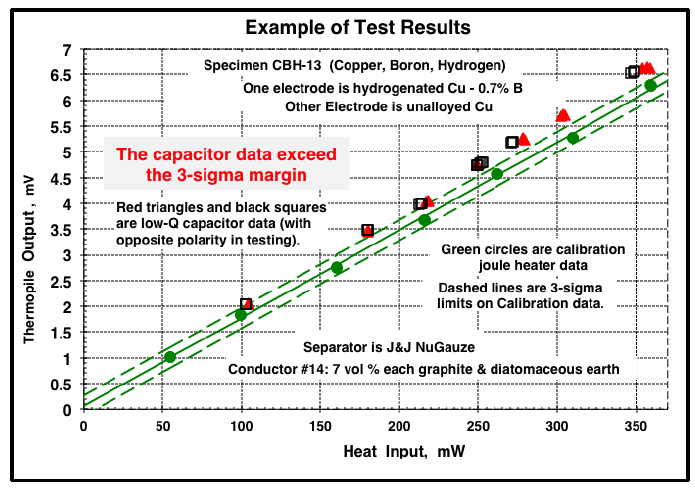 Example of Test Results
7
6.5
6
5.5
5
4.5
4
3.5
3
2.5
2
1.5
1
0.5
0
Thermopile Output , mV
Specimen CBH-13 (Copper, Boron, Hydrogen)
One electrode is hydrogenated Cu - 0.7% B
Other Electrode is unalloyed Cu
The capacitor data exceed
the 3-sigma margin
Red triangles and black squares
are low-Q capacitor data (with
opposite polarity in testing).
Green circles are calibration
joule heater data
Dashed lines are 3-sigma
limits on Calibration data.
Separator is J&J NuGauze
Conductor #14: 7 vol % each graphite & diatomaceous earth
0 50 100 150 200 250 300 350
Heat Input, mW